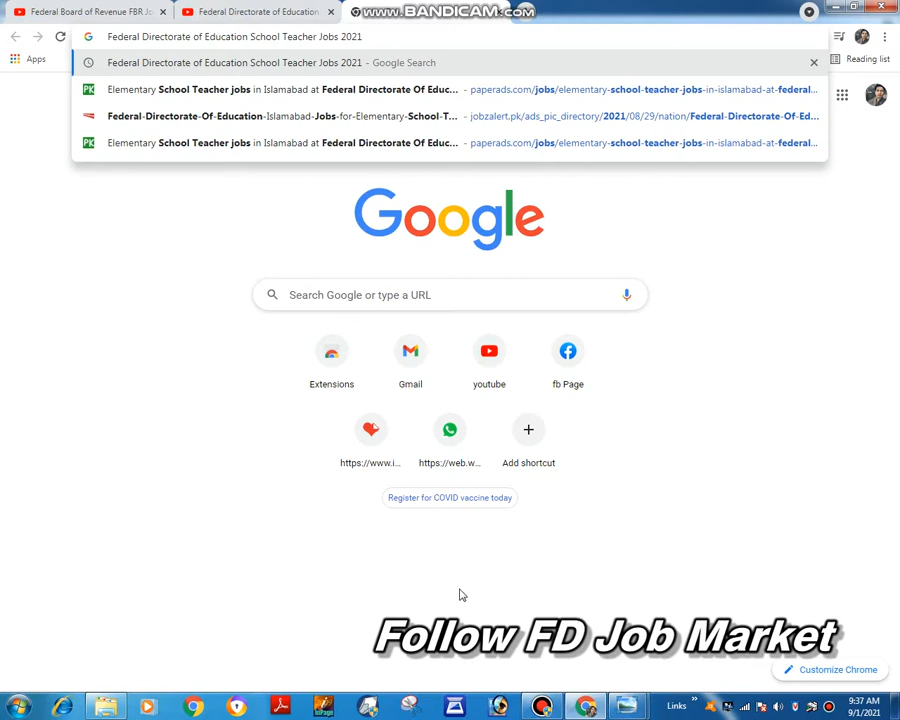 Federal Board of Revenue FBR Jo
Federal Directorate of Education
WWW.BANDICAM.COM
Federal Directorate of Education School Teacher Jobs 2021
Apps
Reading list
Federal Directorate of Education School Teacher Jobs 2021 - Google Search
Elementary School Teacher jobs in Islamabad at Federal Directorate Of Educ... - paperads.com/jobs/elementary-school-teacher-jobs-in-islamabad-at-federal...
Federal-Directorate-Of-Education-Islamabad-Jobs-for-Elementary-School-T... - jobzalert.pk/ads_pic_directory/2021/08/29/nation/Federal-Directorate-Of-Ed...
Elementary School Teacher jobs in Islamabad at Federal Directorate Of Educ... - paperads.com/jobs/elementary-school-teacher-jobs-in-islamabad-at-federal...
Google
Search Google or type a URL
Extensions
Gmail
youtube
fb Page
https://www.i...
https://web.w...
Add shortcut
Register for COVID vaccine today
Follow FD Job Market
Customize Chrome
Links
9:37 AM
9/1/2021